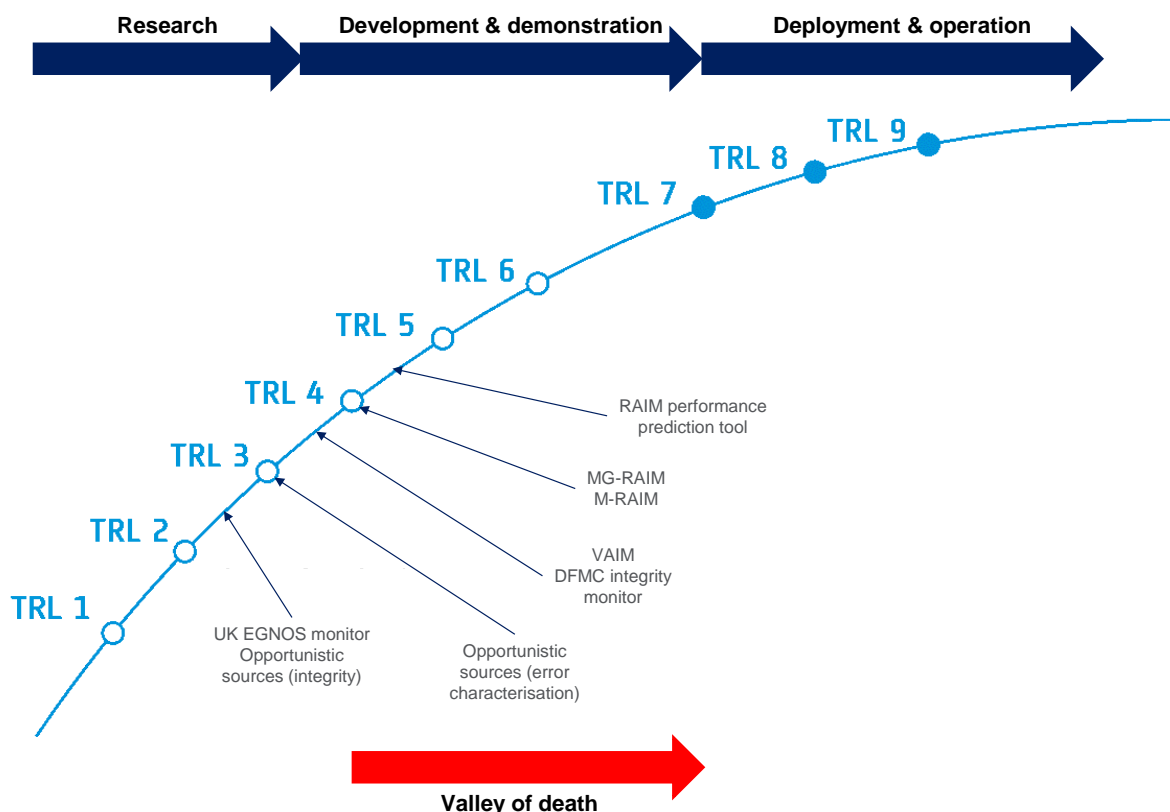 Research
Development & demonstration
Deployment & operation
TRL 9
TRL 8
TRL 7
TRL 6
TRL 5
TRL 4
RAIM performance
prediction tool
TRL 3
MG-RAIM
M-RAIM
TRL 2
VAIM
DFMC integrity
monitor
TRL 1
UK EGNOS monitor
Opportunistic
sources (integrity)
Opportunistic
sources (error
characterisation)
Valley of death